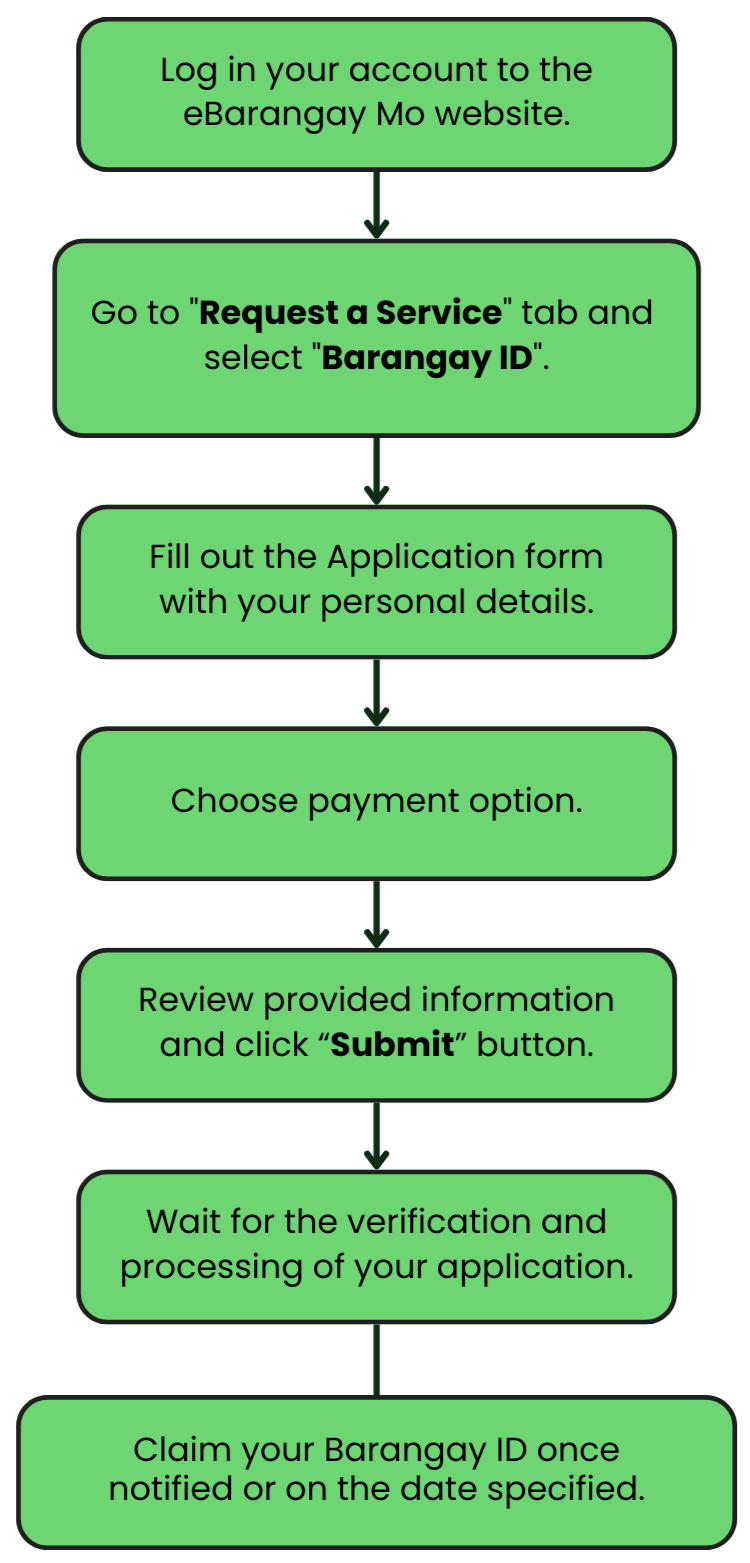 Log in your account to the
eBarangay Mo website.
Go to "Request a Service" tab and
select "Barangay ID".
Fill out the Application form
with your personal details.
Choose payment option.
Review provided information
and click “Submit” button.
Wait for the verification and
processing of your application.
Claim your Barangay ID once
notified or on the date specified.